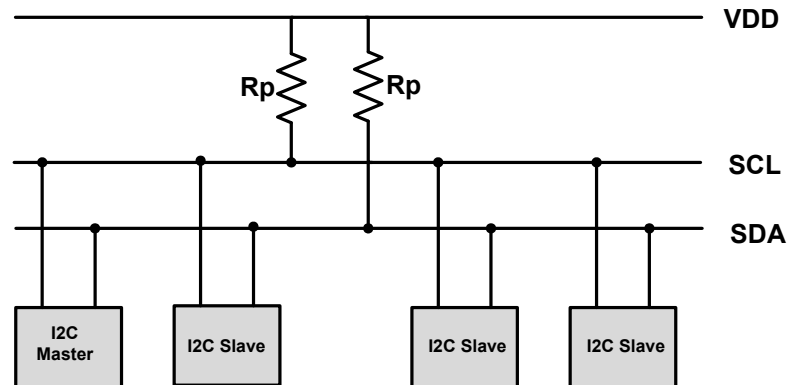 VDD
Rp
Rp
SCL
SDA
I2C
Master
I2C Slave
I2C Slave
I2C Slave